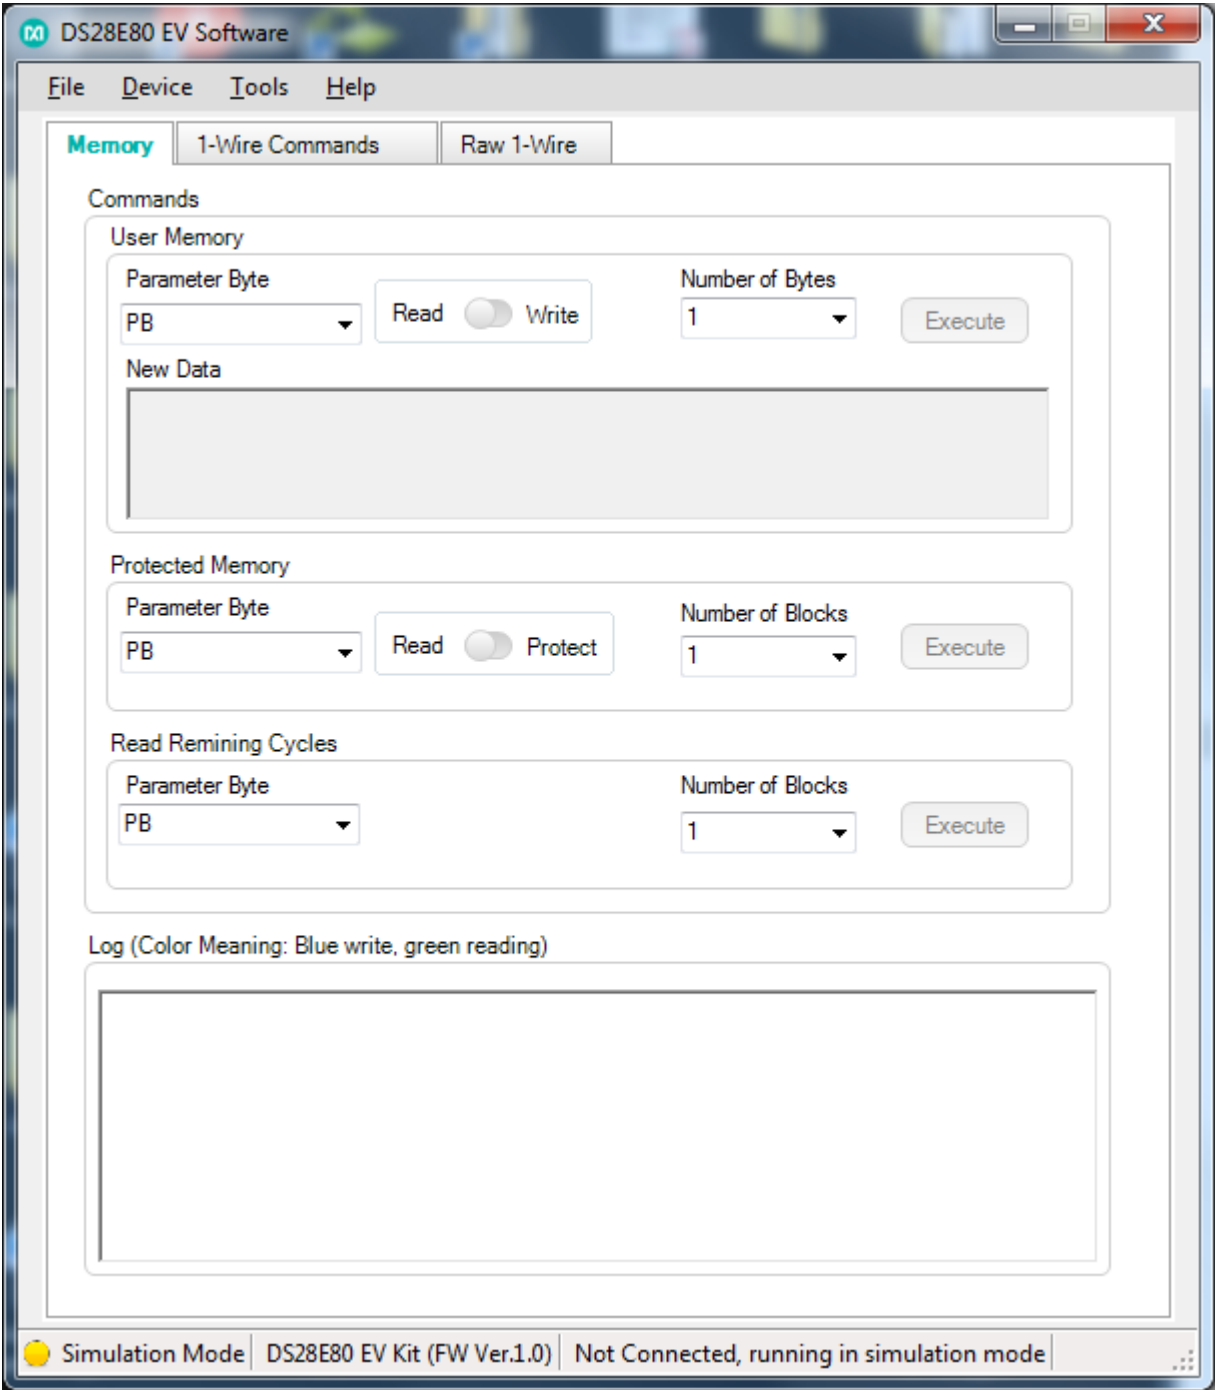 DS28E80 EV Software
File Device Tools Help
Memory 1-Wire Commands Raw 1-Wire
Commands
User Memory
Parameter Byte Number of Bytes
PB Read Write 1 Execute
New Data
Protected Memory
Parameter Byte Number of Blocks
PB Read Protect 1 Execute
Read Remining Cycles
Parameter Byte Number of Blocks
PB 1 Execute
Log (Color Meaning: Blue write, green reading)
Simulation Mode DS28E80 EV Kit (FW Ver.1.0) Not Connected, running in simulation mode